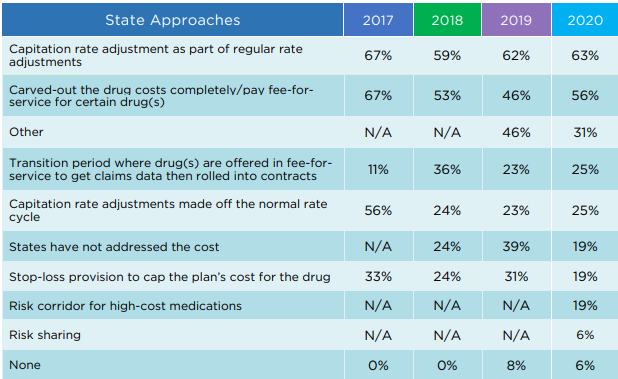 State Approaches 2017 2018 2019 2020
Capitation rate adjustment as part of regular rate
adjustments 67% 59% 62% 63%
Carved-out the drug costs completely/pay fee-for-
service for certain drug(s) 67% 53% 46% 56%
Other N/A N/A 46% 31%
Transition period where drug(s) are offered in fee-for-
service to get claims data then rolled into contracts 11% 36% 23% 25%
Capitation rate adjustments made off the normal rate
cycle 56% 24% 23% 25%
States have not addressed the cost N/A 24% 39% 19%
Stop-loss provision to cap the plan's cost for the drug 33% 24% 31% 19%
Risk corridor for high-cost medications N/A N/A N/A 19%
Risk sharing N/A N/A N/A 6%
None 0% 0% 8% 6%